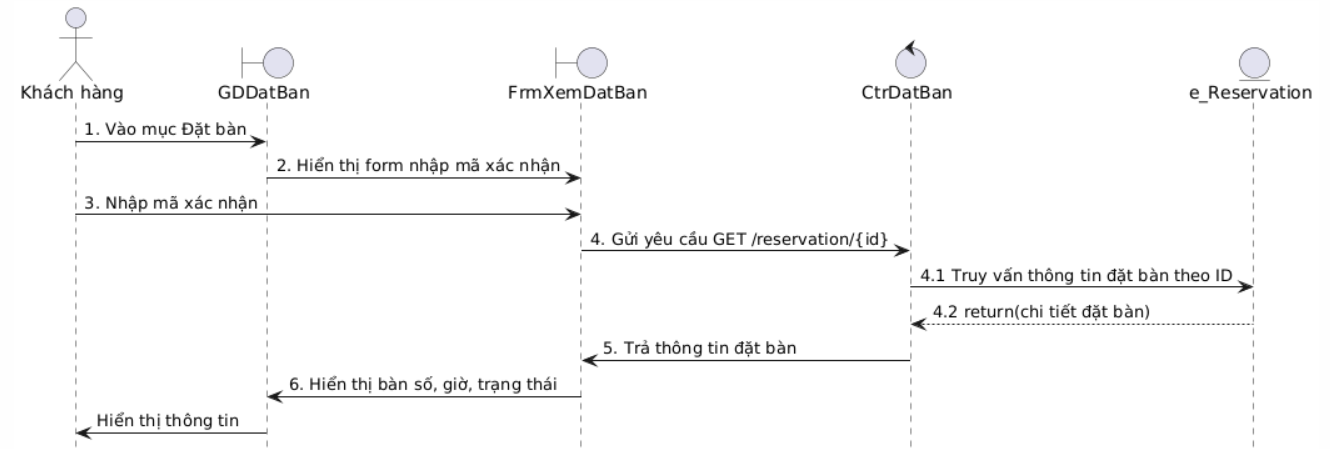 Khách hàng
GDDatBan
FrmXemDatBan
CtrDatBan
e_Reservation
1. Vào mục Đặt bàn
2. Hiển thị form nhập mã xác nhận
3. Nhập mã xác nhận
4. Gửi yêu cầu GET /reservation/{id}
4.1 Truy vấn thông tin đặt bàn theo ID
4.2 return(chi tiết đặt bàn)
5. Trả thông tin đặt bàn
6. Hiển thị bàn số, giờ, trạng thái
Hiển thị thông tin